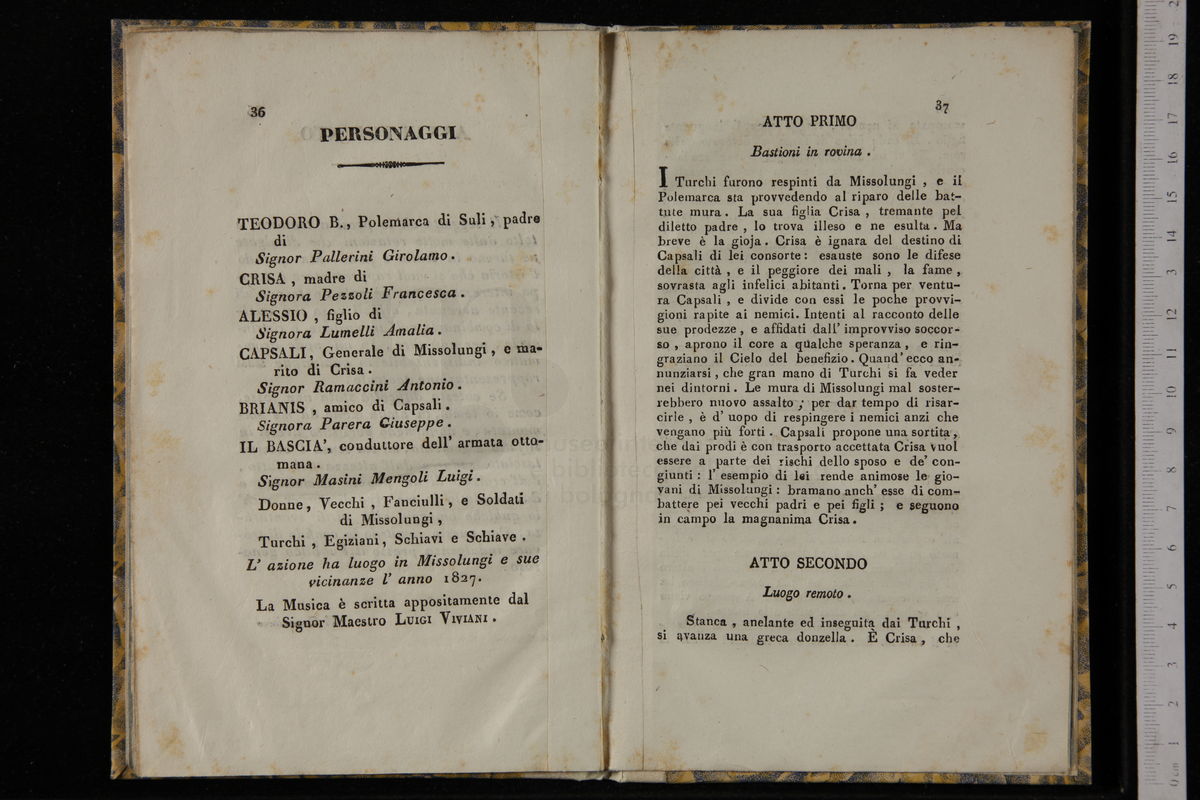 36
PERSONAGGI
TEODORO B., Polemarca di Suli, padre
di
Signor Pallerini Girolamo.
CRISA, madre di
Signora Pezzoli Francesca.
ALESSIO, figlio di
Signora Lumelli Amalia.
CAPSALI, Generale di Missolungi, e ma-
rito di Crisa.
Signor Ramaccini Antonio.
BRIANIS, amico di Capsali.
Signora Parera Giuseppe.
IL BASCIA', conduttore dell' armata otto-
mana.
Signor Masini Mengoli Luigi.
Donne, Vecchi, Fanciulli, e Soldati
di Missolungi,
Turchi, Egiziani, Schiavi e Schiave.
L' azione ha luogo in Missolungi e sue
vicinanze l' anno 1827.
La Musica è scritta appositamente dal
Signor Maestro LUIGI VIVIANI.
37
ATTO PRIMO
Bastioni in rovina.
I Turchi furono respinti da Missolungi, e il
Polemarca sta provvedendo al riparo delle bat-
tute mura. La sua figlia Crisa, tremante pel
diletto padre, lo trova illeso e ne esulta. Ma
breve è la gioja. Crisa è ignara del destino di
Capsali di lei consorte: esauste sono le difese
della città, e il peggiore dei mali, la fame,
sovrasta agli infelici abitanti. Torna per ventu-
ra Capsali, e divide con essi le poche provvi-
gioni rapite ai nemici. Intenti al racconto delle
sue prodezze, e affidati dall' improvviso soccor-
so, aprono il core a qualche speranza, e rin-
graziano il Cielo del benefizio. Quand' ecco an-
nunziarsi, che gran mano di Turchi si fa veder
nei dintorni. Le mura di Missolungi mal soster-
rebbero nuovo assalto; per dar tempo di risar-
cirle, è d' uopo di respingere i nemici anzi che
vengano più forti. Capsali propone una sortita,
che dai prodi è con trasporto accettata Crisa vuol
essere a parte dei rischi dello sposo e de' con-
giunti: l' esempio di lei rende animose le gio-
vani di Missolungi: bramano anch' esse di com-
battere pei vecchi padri e pei figli; e seguono
in campo la magnanima Crisa.
ATTO SECONDO
Luogo remoto.
Stanca, anelante ed inseguita dai Turchi,
si avanza una greca donzella. È Crisa, che